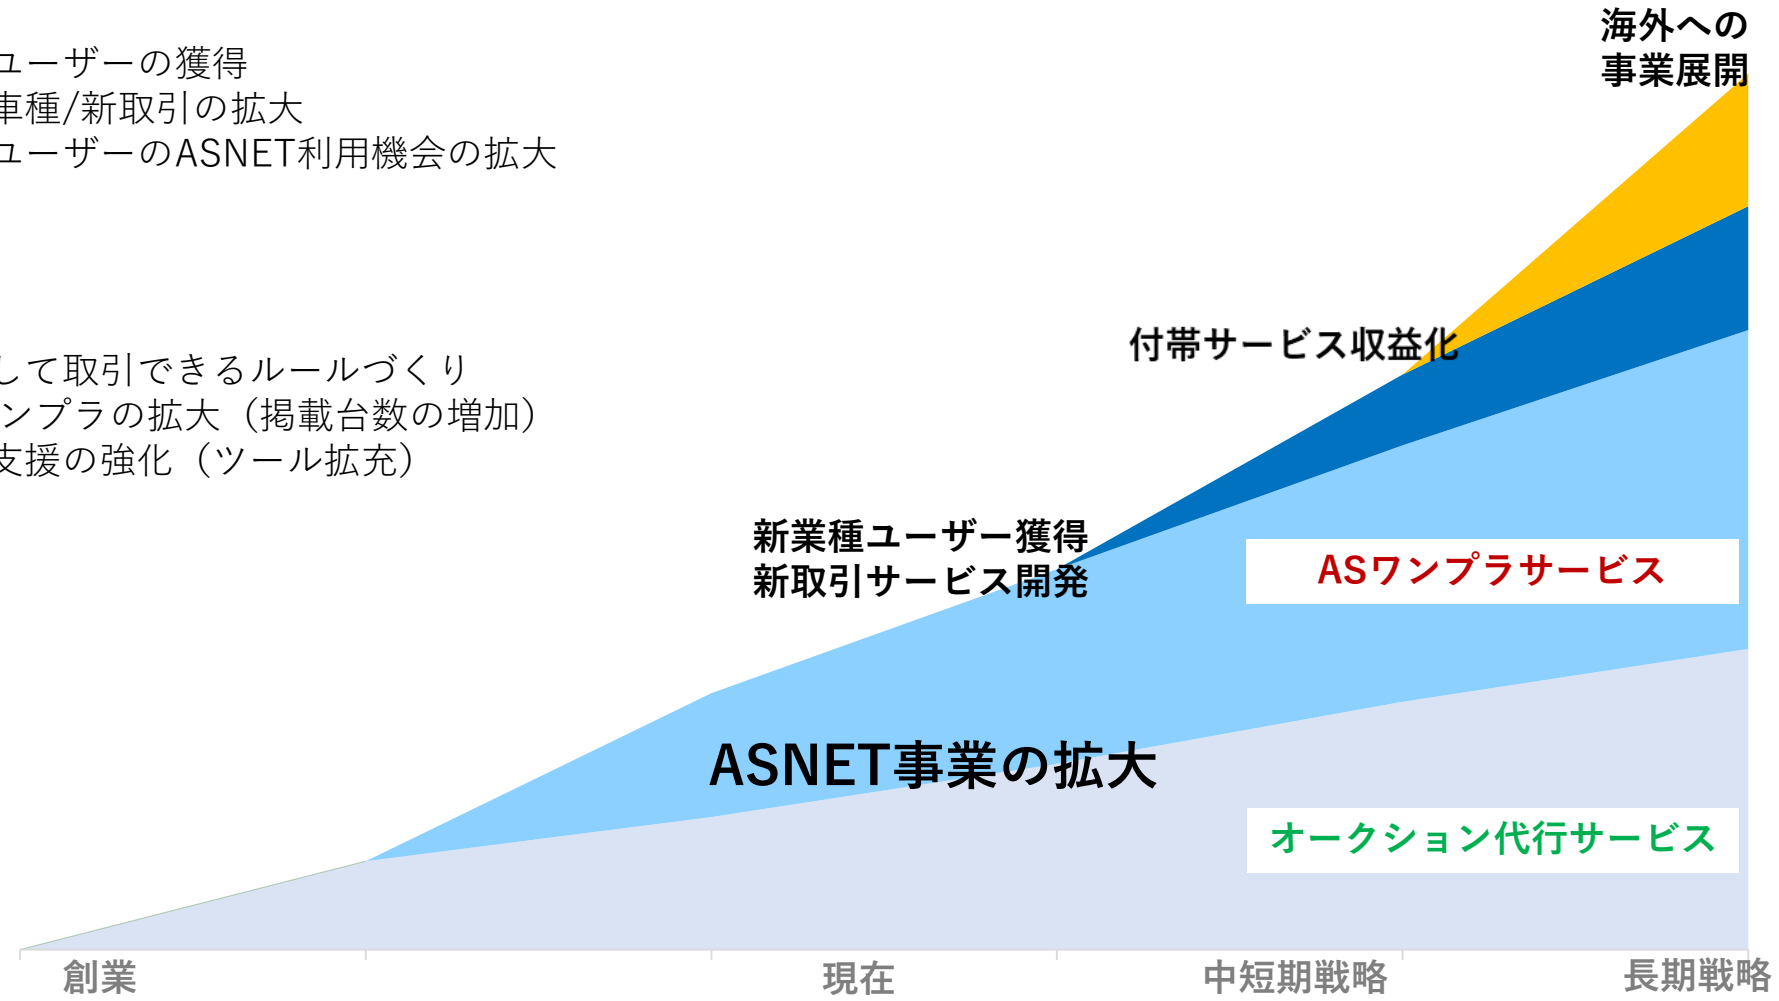 海外への
事業展開
ユーザーの獲得
車種/新取引の拡大
ユーザーのASNET利用機会の拡大
付帯サービス収益化
して取引できるルールづくり
ンプラの拡大（掲載台数の増加）
支援の強化（ツール拡充）
新業種ユーザー獲得
新取引サービス開発
ASワンプラサービス
ASNET事業の拡大
オークション代行サービス
創業
現在
中短期戦略
長期戦略